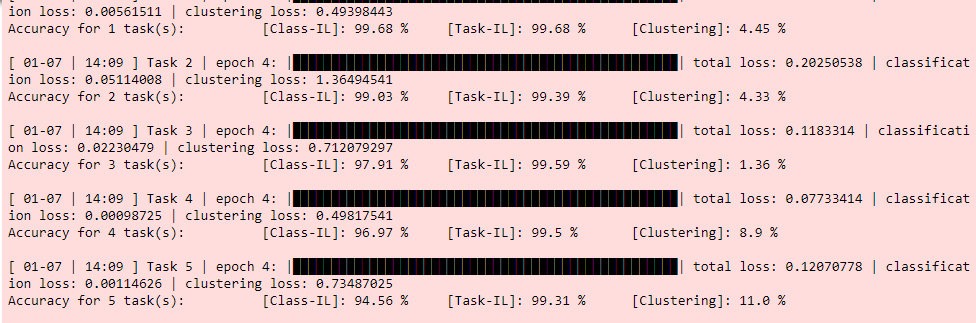 ion loss: 0.00561511 | clustering loss: 0.49398443
Accuracy for 1 task(s): [Class-IL]: 99.68 % [Task-IL]: 99.68 % [Clustering]: 4.45 %
[ 01-07 | 14:09 ] Task 2 | epoch 4: | | total loss: 0.20250538 | classificat
ion loss: 0.05114008 | clustering loss: 1.36494541
Accuracy for 2 task(s): [Class-IL]: 99.03 % [Task-IL]: 99.39 % [Clustering]: 4.33 %
[ 01-07 | 14:09 ] Task 3 | epoch 4: | | total loss: 0.1183314 | classificati
on loss: 0.02230479 | clustering loss: 0.712079297
Accuracy for 3 task(s): [Class-IL]: 97.91 % [Task-IL]: 99.59 % [Clustering]: 1.36 %
[ 01-07 | 14:09 ] Task 4 | epoch 4: | | total loss: 0.07733414 | classificat
ion loss: 0.00098725 | clustering loss: 0.49817541
Accuracy for 4 task(s): [Class-IL]: 96.97 % [Task-IL]: 99.5 % [Clustering]: 8.9 %
[ 01-07 | 14:09 ] Task 5 | epoch 4: | | total loss: 0.12070778 | classificat
ion loss: 0.00114626 | clustering loss: 0.73487025
Accuracy for 5 task(s): [Class-IL]: 94.56 % [Task-IL]: 99.31 % [Clustering]: 11.0 %